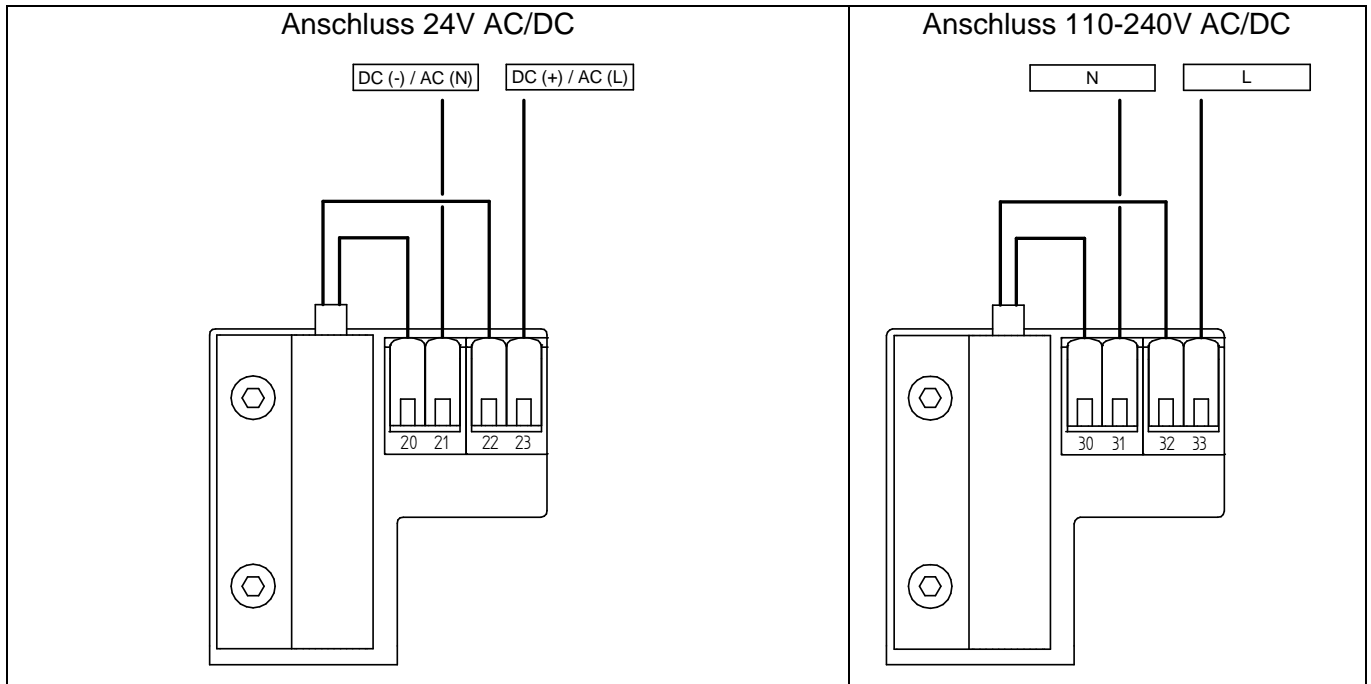 Anschluss 24V AC/DC
DC (-) / AC (N)
DC (+) / AC (L)
20 21 22 23
Anschluss 110-240V AC/DC
N
L
30 31 32 33